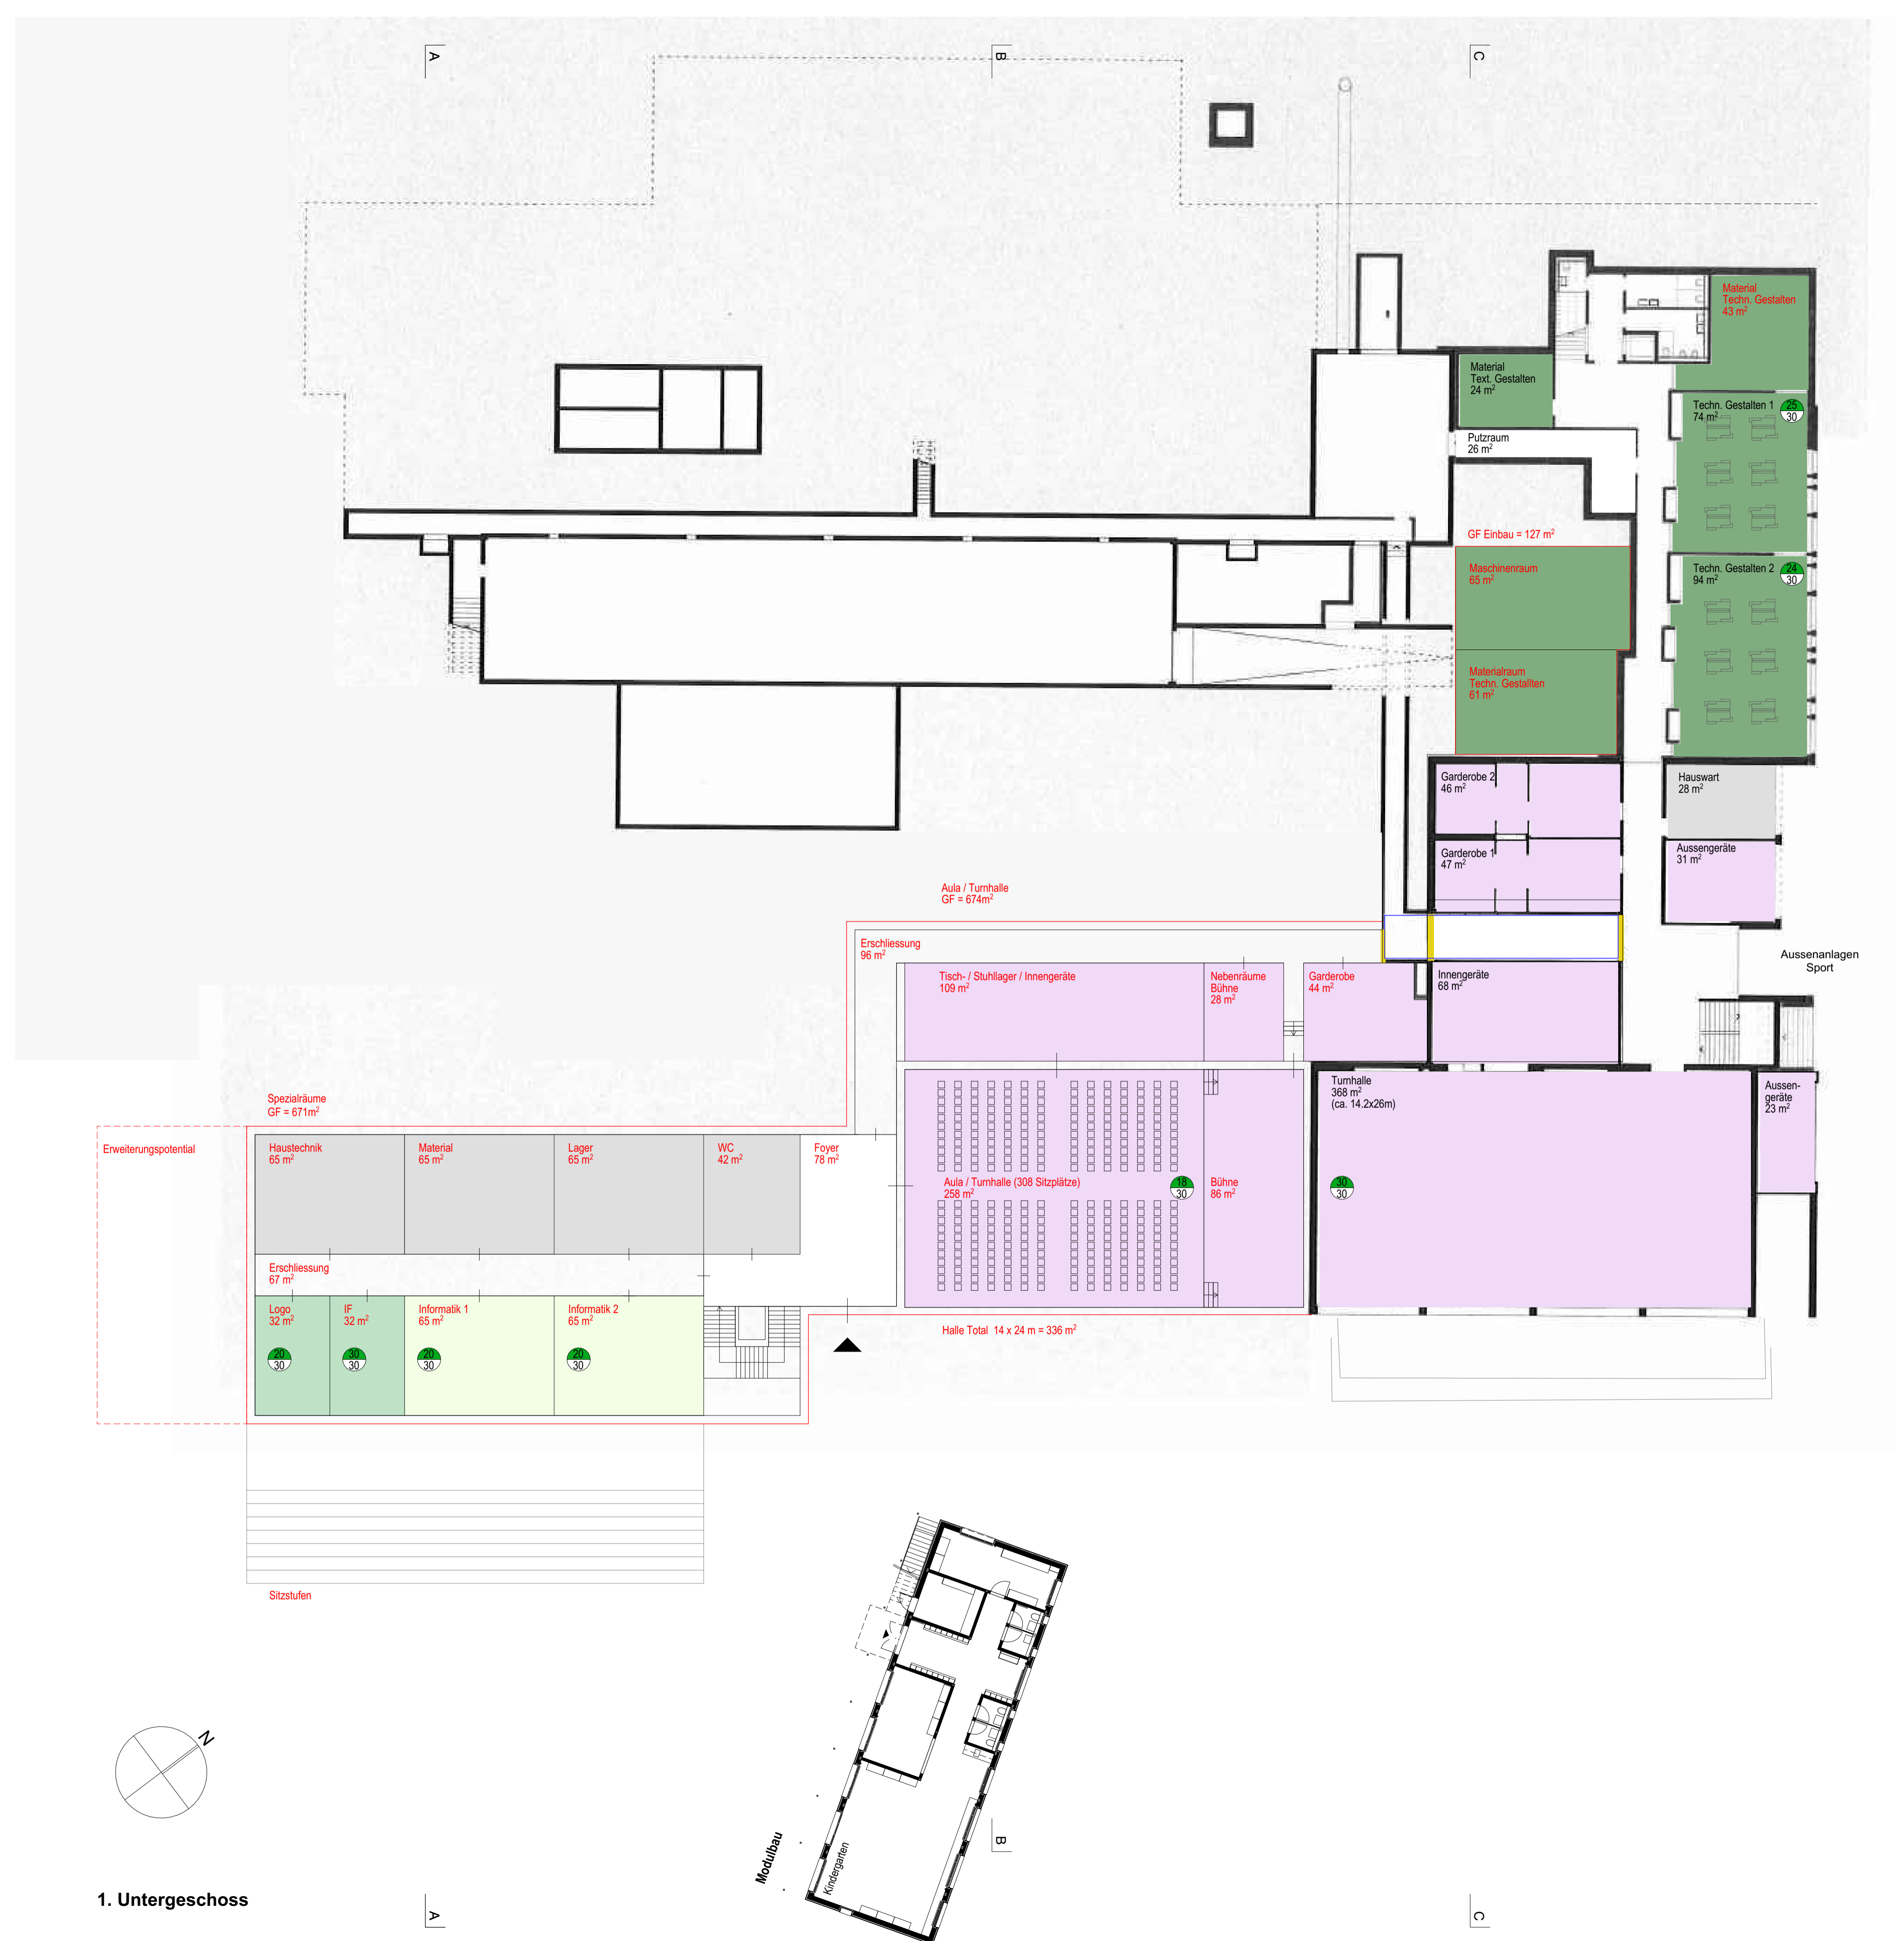 A
B
C
Material
Techn. Gestalten
43 m²
Material
Text. Gestalten
24 m²
Techn. Gestalten 1
74 m²
25
30
Putzraum
26 m²
GF Einbau = 127 m²
Maschinenraum
65 m²
Techn. Gestalten 2
94 m²
24
30
Materialraum
Techn. Gestallten
61 m²
Garderobe 2
46 m²
Hauswart
28 m²
Garderobe 1
47 m²
Aussengeräte
31 m²
Aula / Turnhalle
GF = 674m²
Erschliessung
96 m²
Aussenanlagen
Sport
Tisch- / Stuhllager / Innengeräte
109 m²
Nebenräume
Bühne
28 m²
Garderobe
44 m²
Innengeräte
68 m²
Turnhalle
368 m²
(ca. 14.2x26m)
Aussen-
geräte
23 m²
Spezialräume
GF = 671m²
Erweiterungspotential
Haustechnik
65 m²
Material
65 m²
Lager
65 m²
WC
42 m²
Foyer
78 m²
Aula / Turnhalle (308 Sitzplätze)
258 m²
18
30
Bühne
86 m²
30
30
Erschliessung
67 m²
Logo
32 m²
IF
32 m²
Informatik 1
65 m²
Informatik 2
65 m²
20
30
30
30
20
30
20
30
Halle Total 14 x 24 m = 336 m²
Sitzstufen
N
Modulbau
Kindergarten
B
1. Untergeschoss
A
C